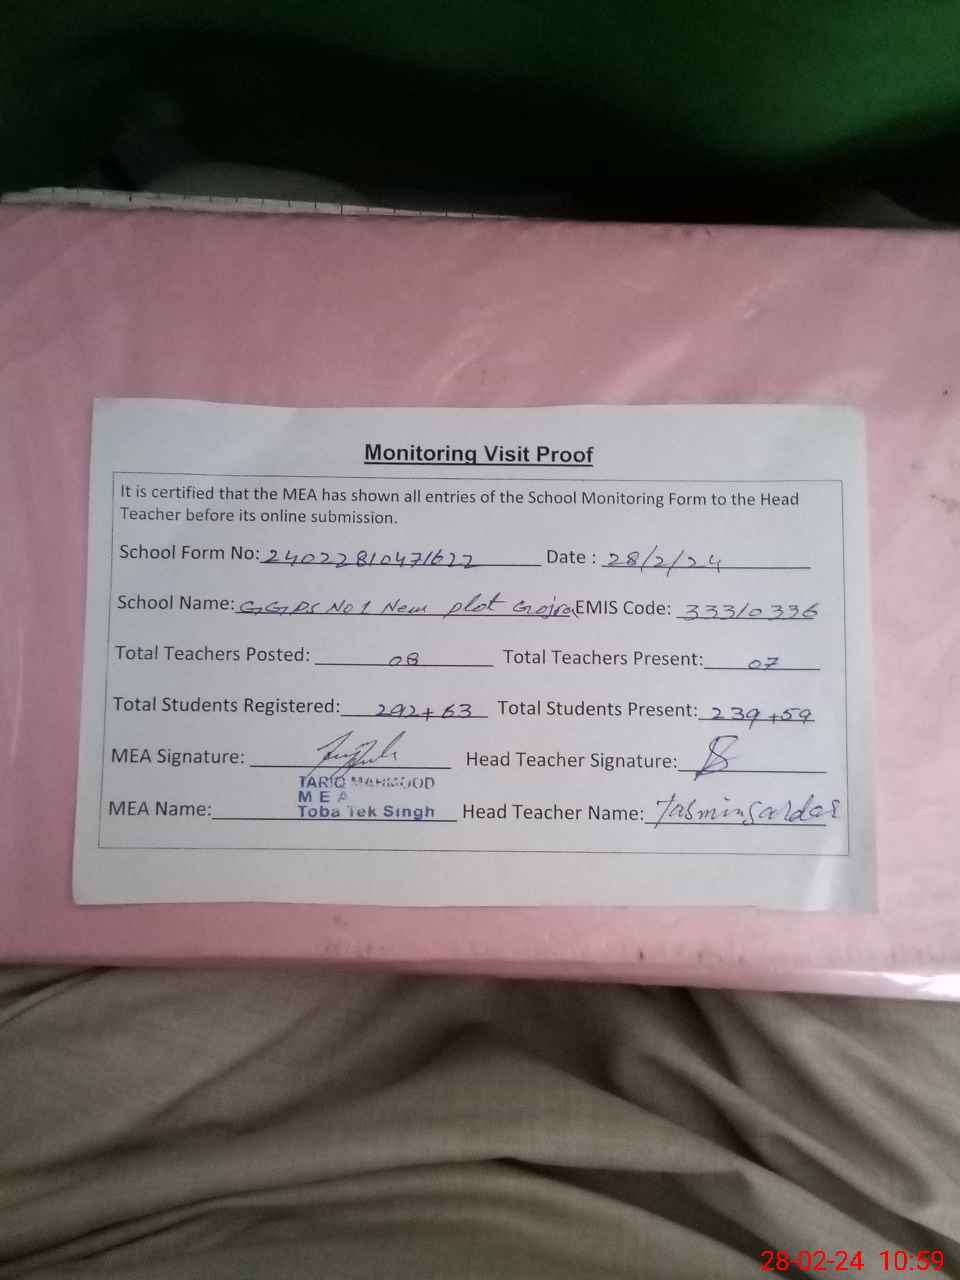 Monitoring Visit Proof
It is certified that the MEA has shown all entries of the School Monitoring Form to the Head
Teacher before its online submission.
School Form No: 24022810471622 Date : 28/2/24
School Name: GGPS No 1 New plot Gojra EMIS Code: 33310336
Total Teachers Posted: 08 Total Teachers Present: 07
Total Students Registered: 292+63 Total Students Present: 239+59
MEA Signature: Head Teacher Signature:
TARIQ MAHMOOD
M E A
MEA Name: Toba Tek Singh Head Teacher Name: Tasmin Sardar
28-02-24 10:59